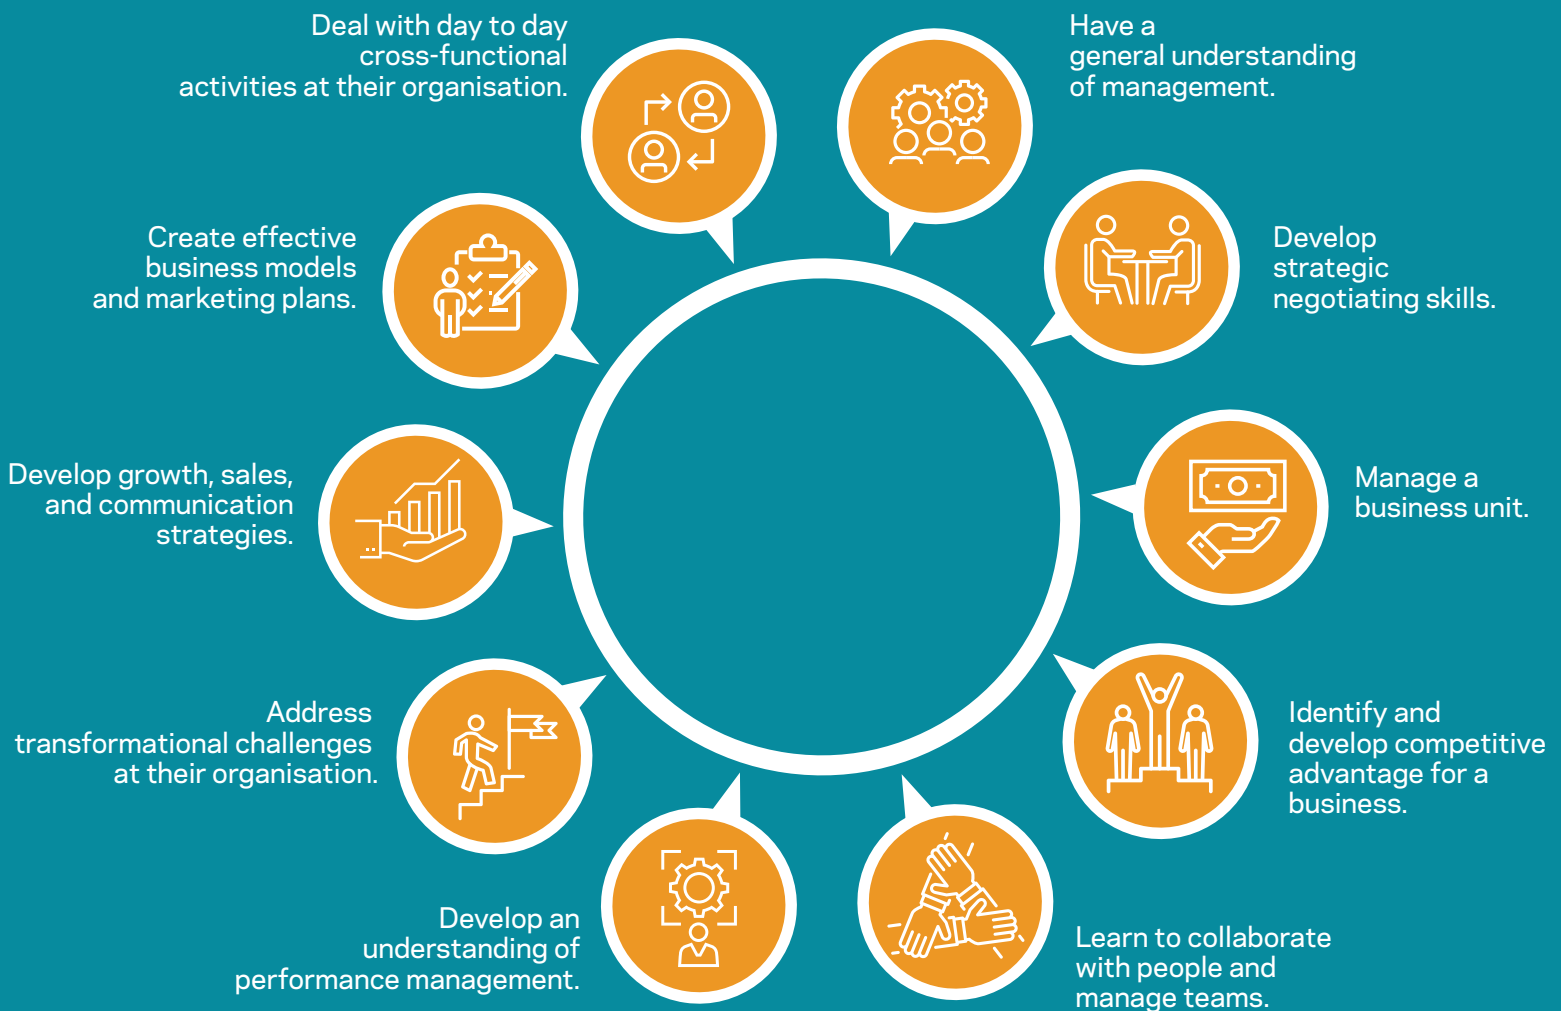 Deal with day to day
cross-functional
activities at their organisation.
Have a
general understanding
of management.
Create effective
business models
and marketing plans.
Develop
strategic
negotiating skills.
Develop growth, sales,
and communication
strategies.
Manage a
business unit.
Address
transformational challenges
at their organisation.
Identify and
develop competitive
advantage for a
business.
Develop an
understanding of
performance management.
Learn to collaborate
with people and
manage teams.